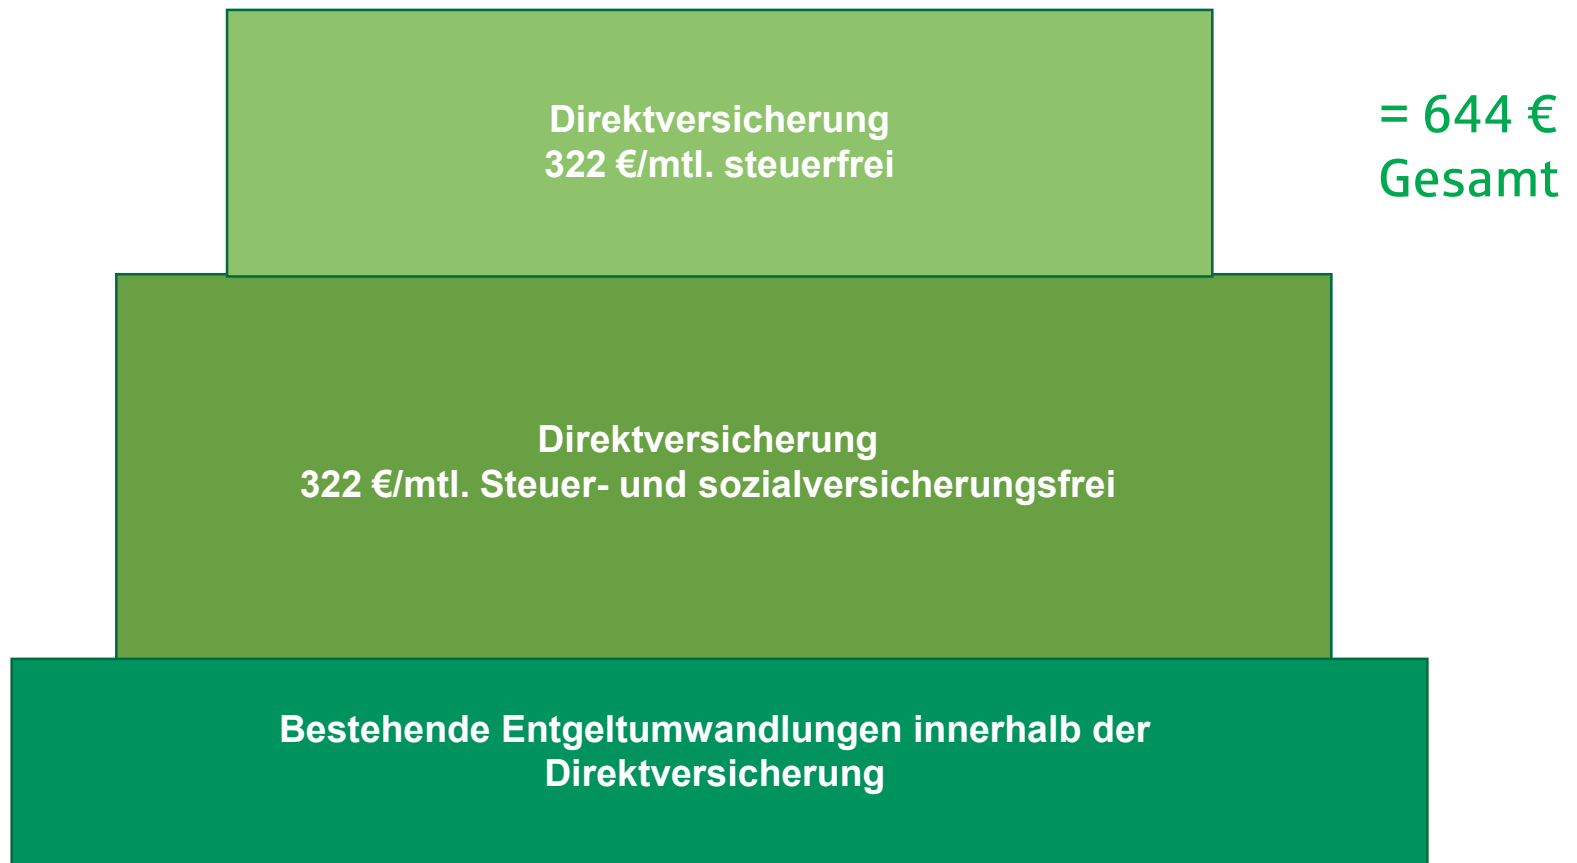 Direktversicherung
322 €/mtl. steuerfrei
= 644 €
Gesamt
Direktversicherung
322 €/mtl. Steuer- und sozialversicherungsfrei
Bestehende Entgeltumwandlungen innerhalb der
Direktversicherung